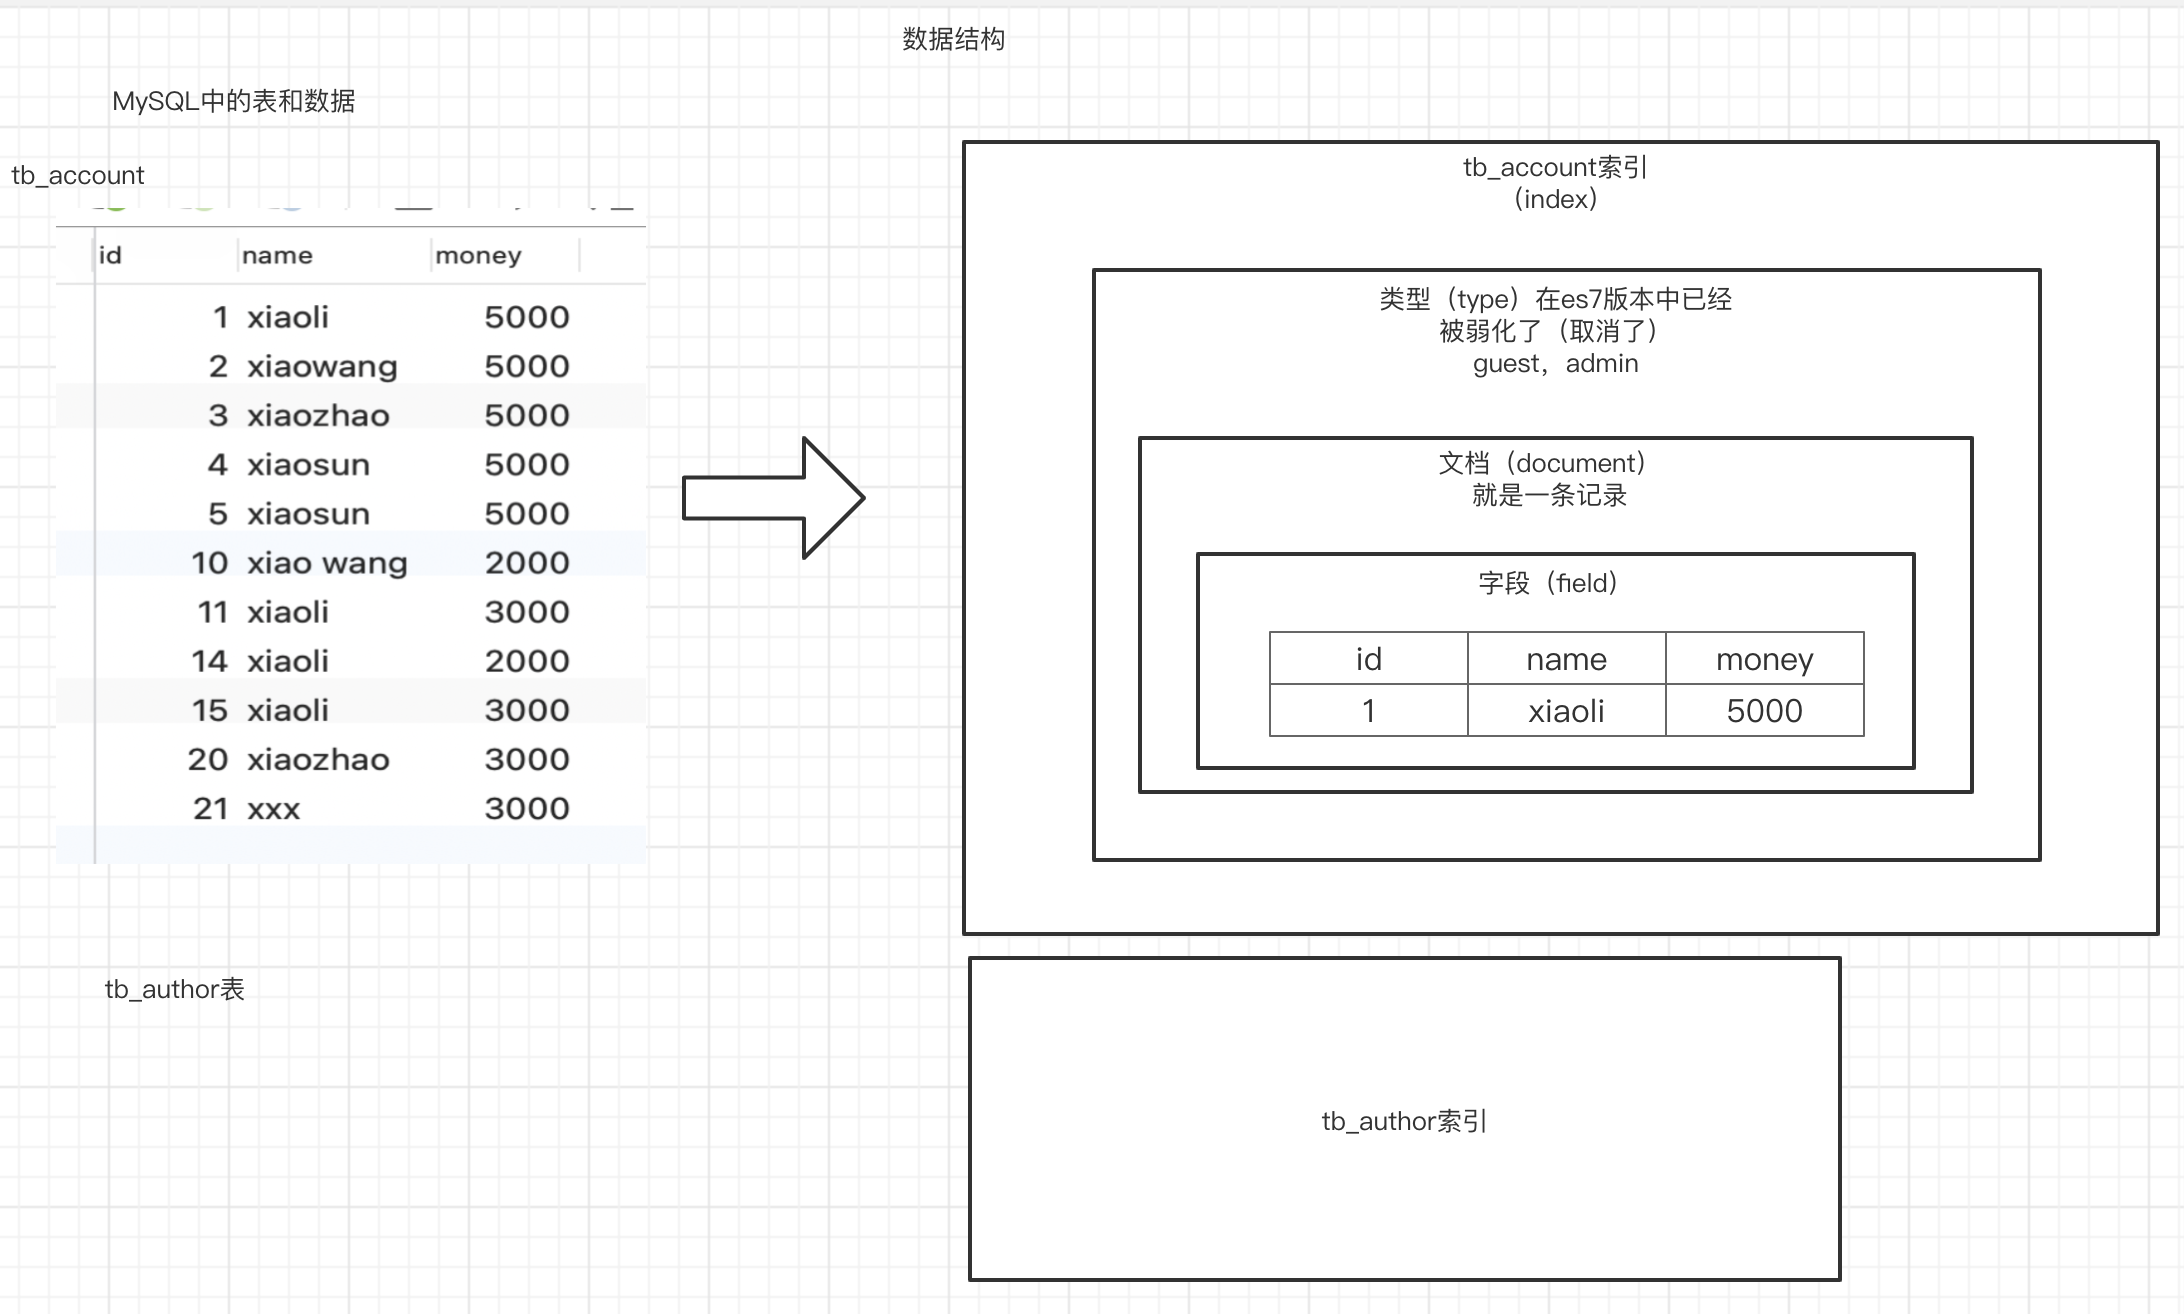 数据结构
MySQL中的表和数据
tb_account
id name money
1 xiaoli 5000
2 xiaowang 5000
3 xiaozhao 5000
4 xiaosun 5000
5 xiaosun 5000
10 xiao wang 2000
11 xiaoli 3000
14 xiaoli 2000
15 xiaoli 3000
20 xiaozhao 3000
21 xxx 3000
tb_author表
tb_account索引
（index）
类型（type）在es7版本中已经
被弱化了（取消了）
guest，admin
文档（document）
就是一条记录
字段（field）
id name money
1 xiaoli 5000
tb_author索引